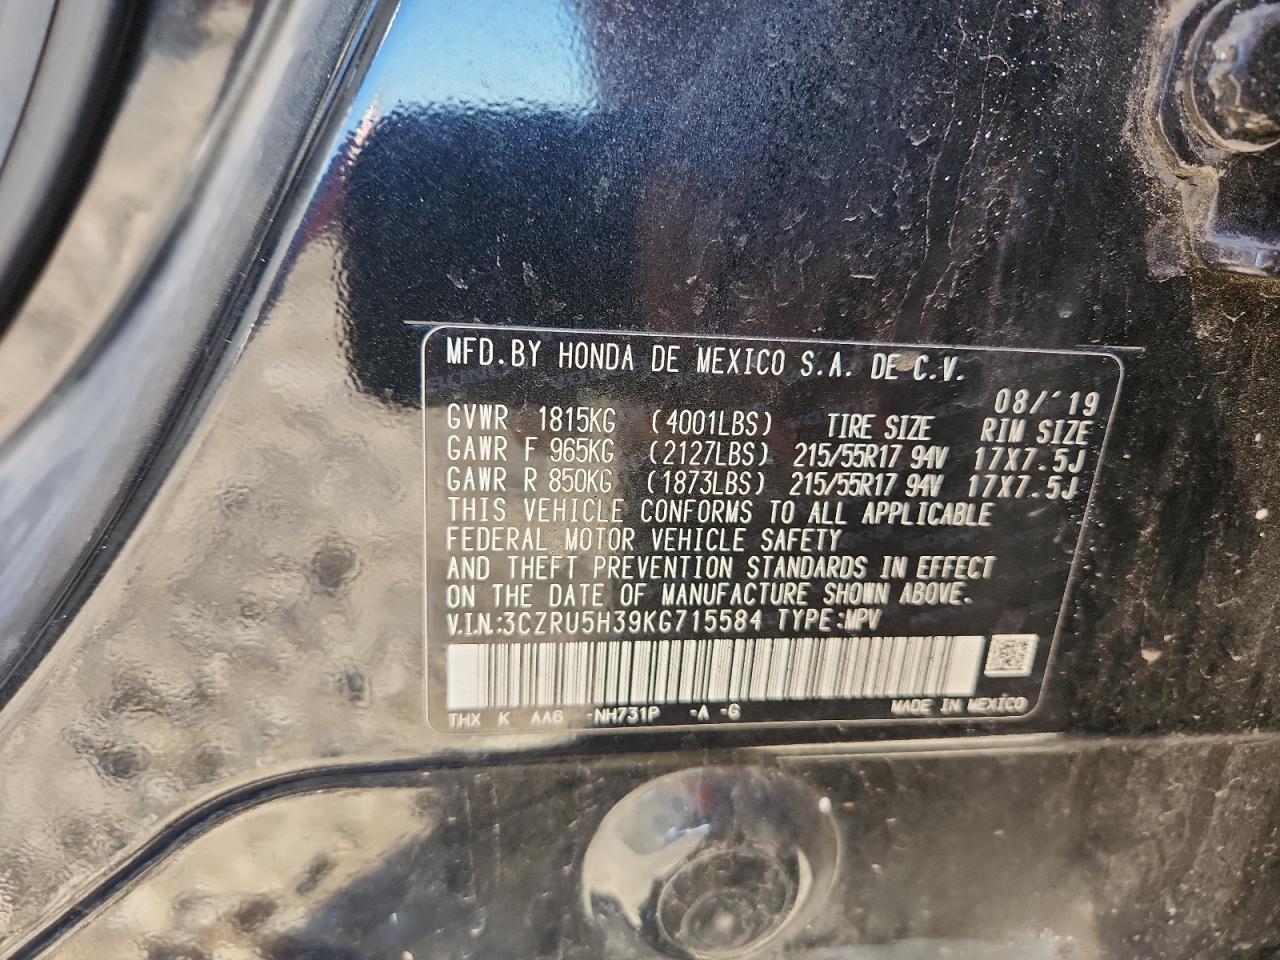 MFD.BY HONDA DE MEXICO S.A. DE C.V.
08/'19
GVWR 1815KG (4001LBS) TIRE SIZE RIM SIZE
GAWR F 965KG (2127LBS) 215/55R17 94V 17X7.5J
GAWR R 850KG (1873LBS) 215/55R17 94V 17X7.5J
THIS VEHICLE CONFORMS TO ALL APPLICABLE
FEDERAL MOTOR VEHICLE SAFETY
AND THEFT PREVENTION STANDARDS IN EFFECT
ON THE DATE OF MANUFACTURE SHOWN ABOVE.
V.I.N.:3CZRU5H39KG715584 TYPE:MPV
THX K AA6 -NH731P -A -G MADE IN MEXICO